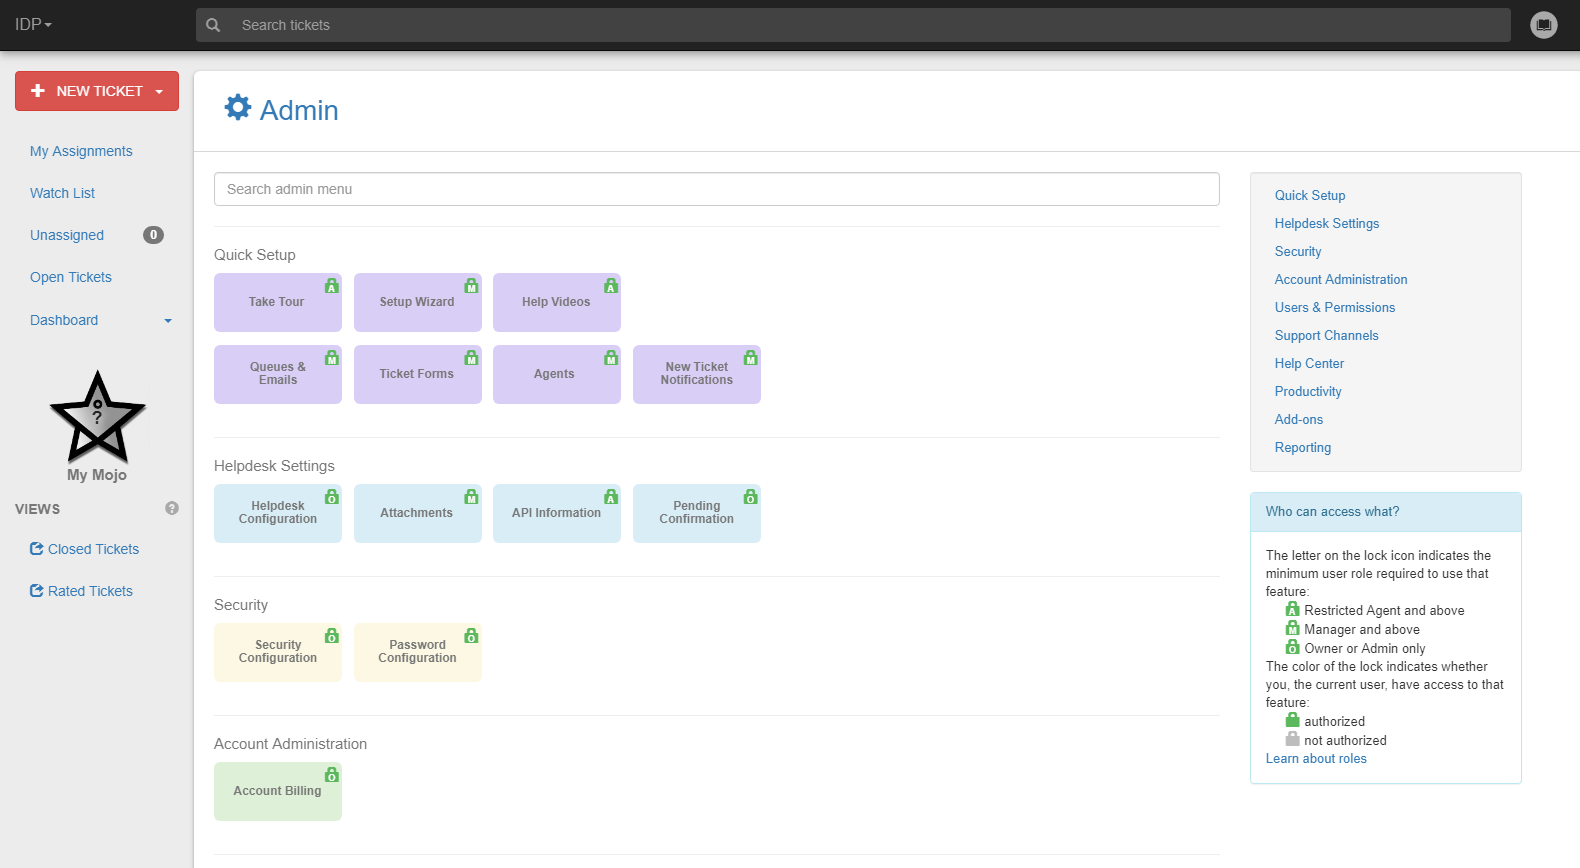 IDP
Search tickets
NEW TICKET
My Assignments
Watch List
Unassigned 0
Open Tickets
Dashboard
?
My Mojo
VIEWS ?
Closed Tickets
Rated Tickets
Admin
Search admin menu
Quick Setup
Take Tour A
Setup Wizard M
Help Videos A
Queues & M
Emails
Ticket Forms M
Agents M
New Ticket M
Notifications
Helpdesk Settings
Helpdesk O
Configuration
Attachments M
API Information A
Pending O
Confirmation
Security
Security O
Configuration
Password O
Configuration
Account Administration
Account Billing O
Quick Setup
Helpdesk Settings
Security
Account Administration
Users & Permissions
Support Channels
Help Center
Productivity
Add-ons
Reporting
Who can access what?
The letter on the lock icon indicates the
minimum user role required to use that
feature:
A Restricted Agent and above
M Manager and above
O Owner or Admin only
The color of the lock indicates whether
you, the current user, have access to that
feature:
authorized
not authorized
Learn about roles